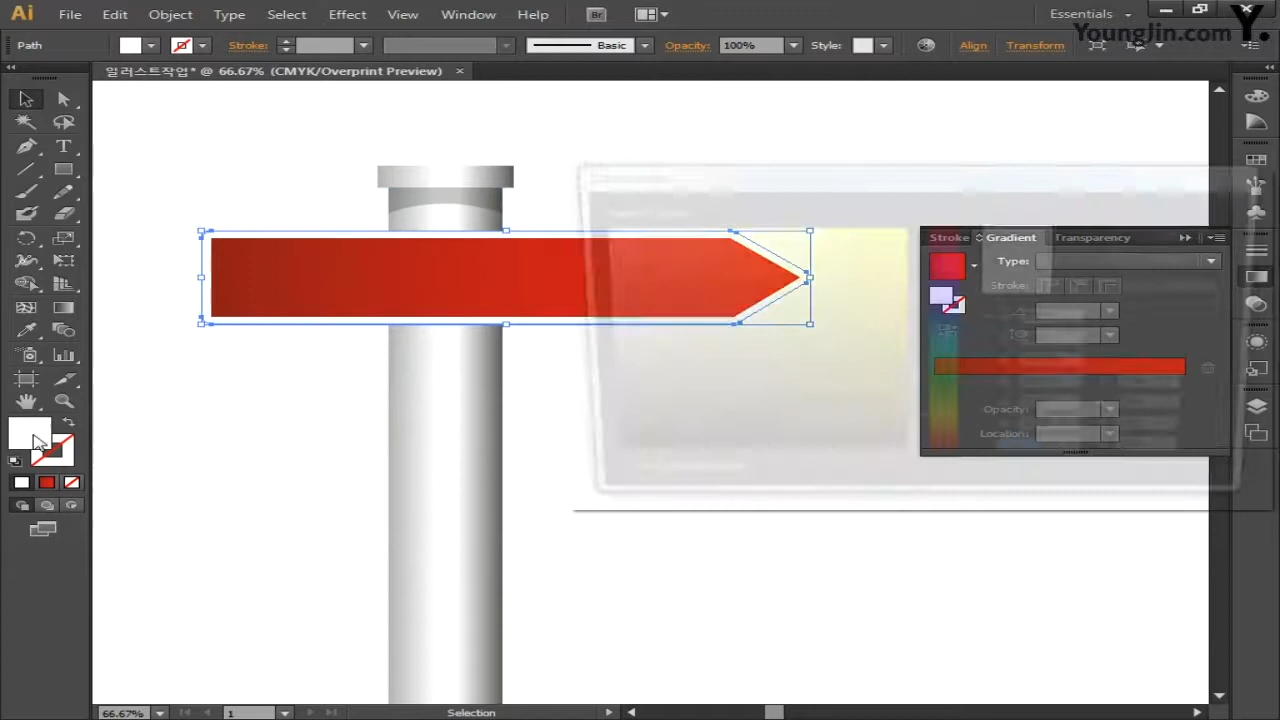 Ai File Edit Object Type Select Effect View Window Help Br Essentials
YoungJin.com Y.
Path Stroke: Basic Opacity: 100% Style: Align Transform
일러스트작업* @ 66.67% (CMYK/Overprint Preview) ×
Stroke Gradient Transparency
Type:
Stroke:
Opacity:
Location:
66.67% 1 Selection